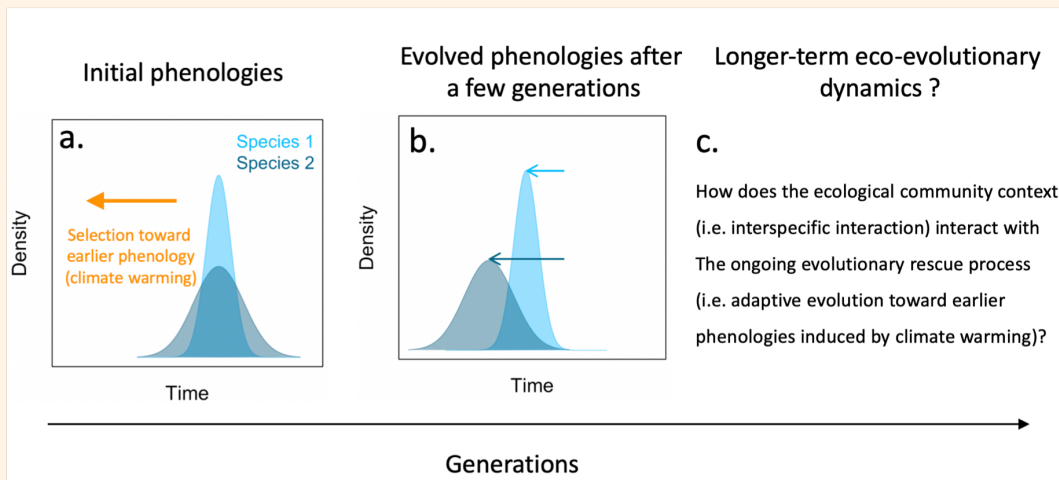 Initial phenologies
Evolved phenologies after
a few generations
Longer-term eco-evolutionary
dynamics ?
a.
Species 1
Species 2
Selection toward
earlier phenology
(climate warming)
Density
Time
b.
Density
Time
c.
How does the ecological community context
(i.e. interspecific interaction) interact with
The ongoing evolutionary rescue process
(i.e. adaptive evolution toward earlier
phenologies induced by climate warming)?
Generations